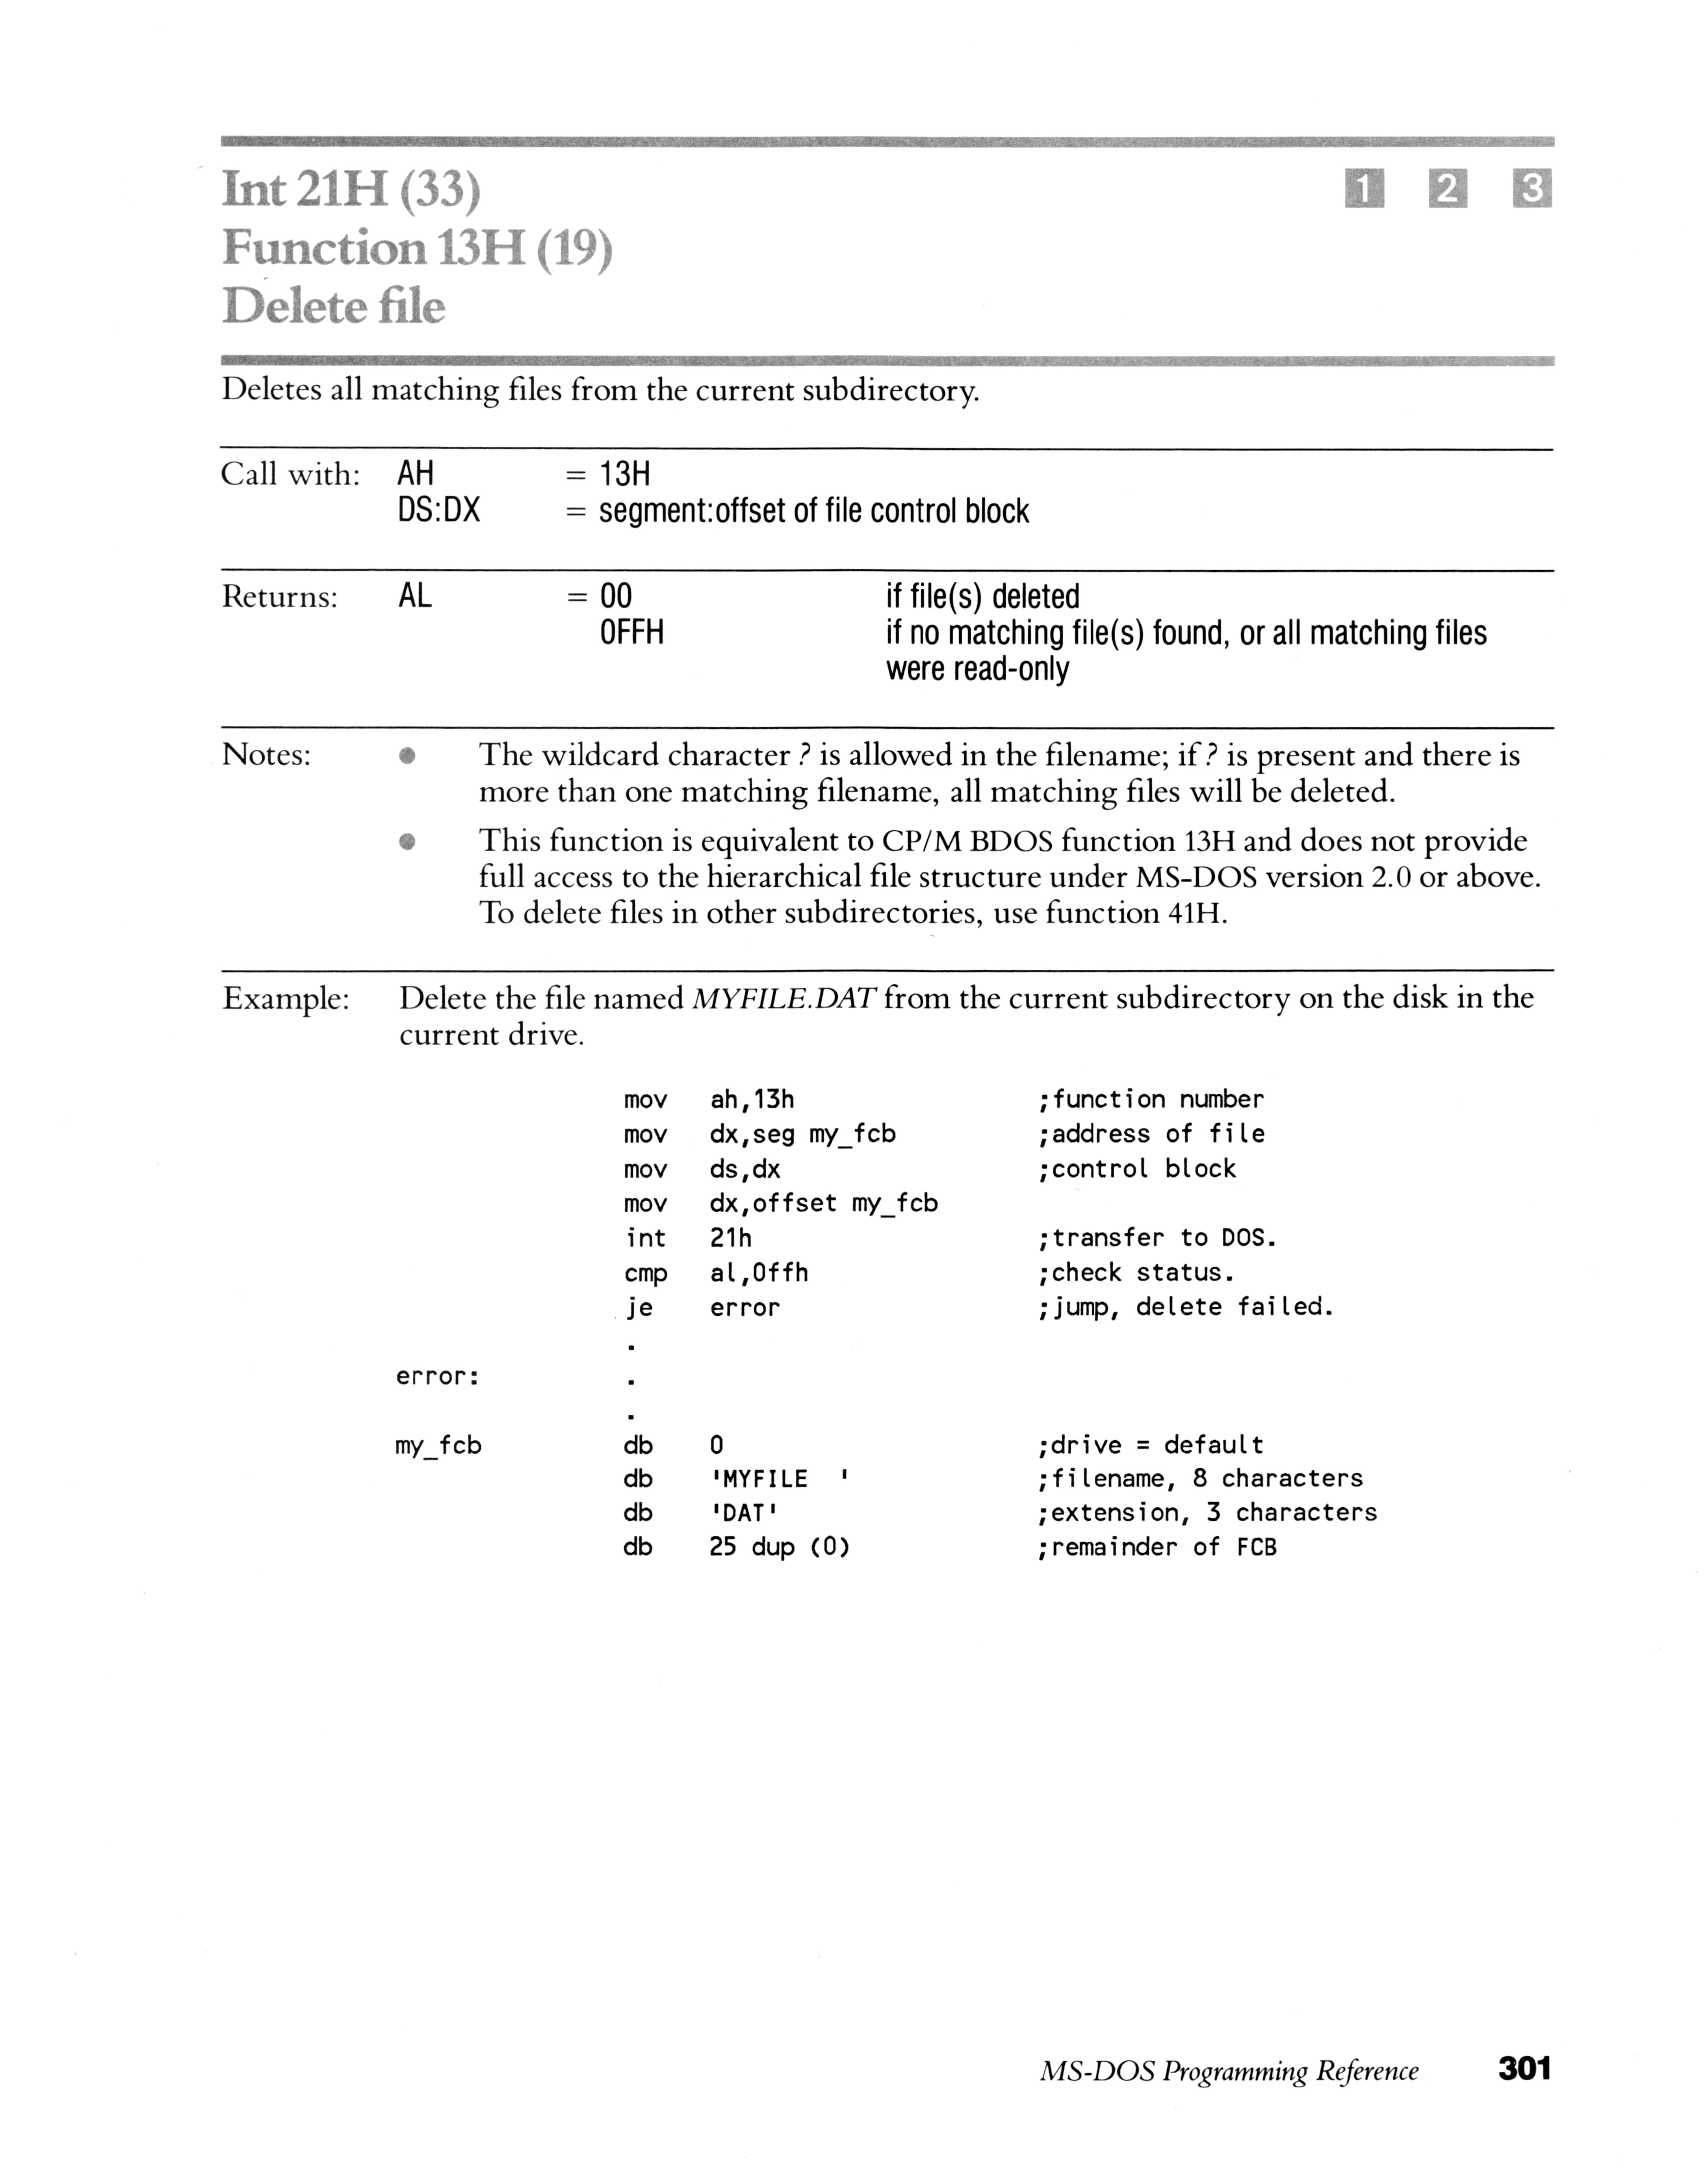 Int 21H (33) 1 2 3
Function 13H (19)
Delete file
Deletes all matching files from the current subdirectory.
Call with: AH = 13H
DS:DX = segment:offset of file control block
Returns: AL = 00 if file(s) deleted
0FFH if no matching file(s) found, or all matching files
were read-only
Notes: • The wildcard character ? is allowed in the filename; if ? is present and there is
more than one matching filename, all matching files will be deleted.
• This function is equivalent to CP/M BDOS function 13H and does not provide
full access to the hierarchical file structure under MS-DOS version 2.0 or above.
To delete files in other subdirectories, use function 41H.
Example: Delete the file named MYFILE.DAT from the current subdirectory on the disk in the
current drive.
mov ah,13h ;function number
mov dx,seg my_fcb ;address of file
mov ds,dx ;control block
mov dx,offset my_fcb
int 21h ;transfer to DOS.
cmp al,0ffh ;check status.
je error ;jump, delete failed.
.
error: .
.
my_fcb db 0 ;drive = default
db 'MYFILE  ' ;filename, 8 characters
db 'DAT' ;extension, 3 characters
db 25 dup (0) ;remainder of FCB
MS-DOS Programming Reference 301